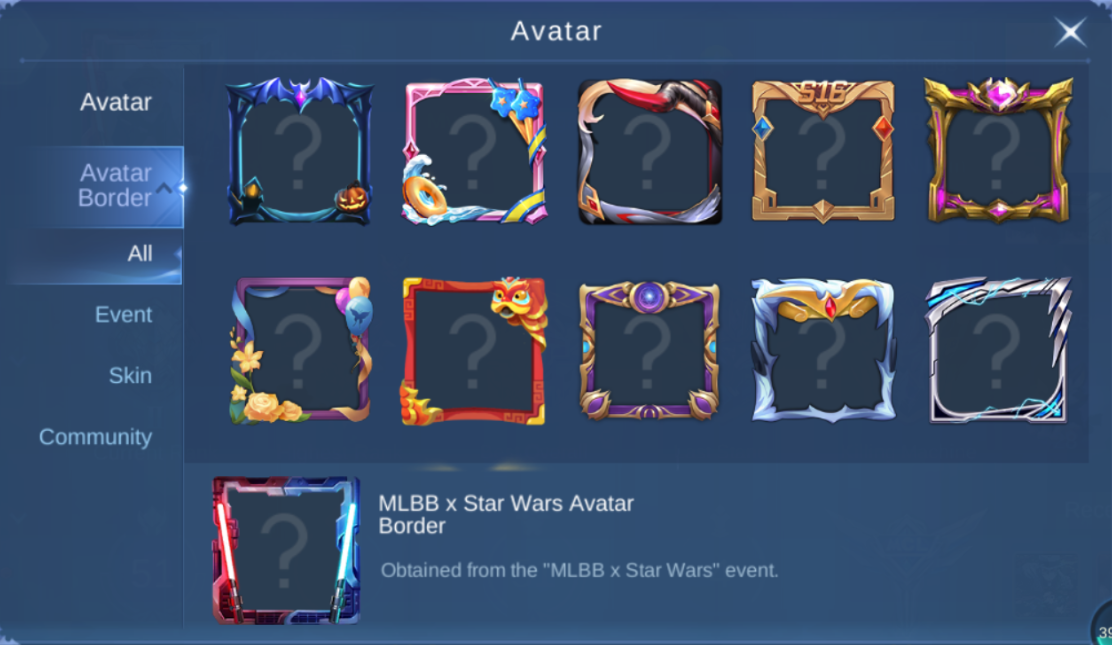 Avatar
Avatar
Avatar
Border
All
Event
Skin
Community
S16
MLBB x Star Wars Avatar
Border
Obtained from the "MLBB x Star Wars" event.
39